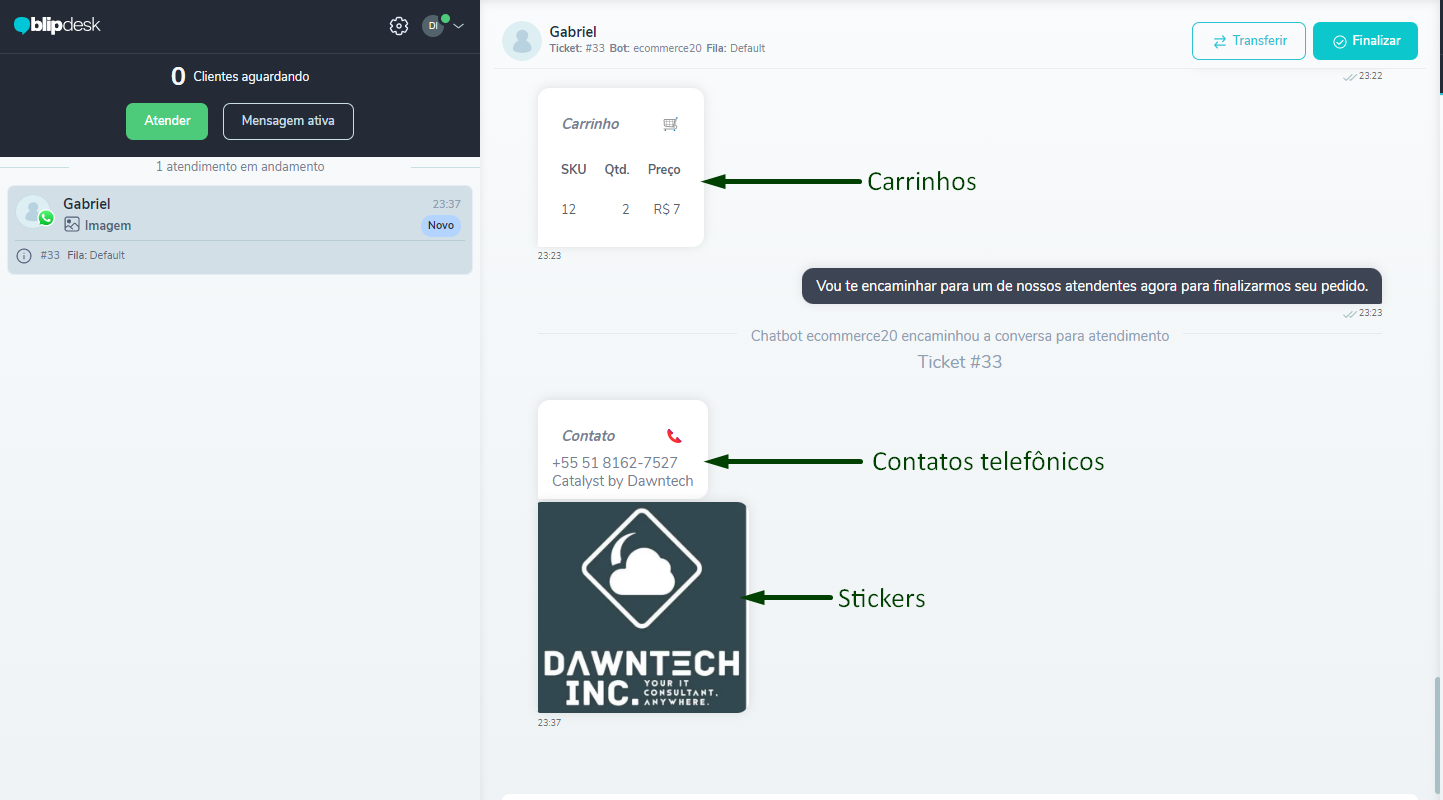 blipdesk
DI
0 Clientes aguardando
Atender
Mensagem ativa
1 atendimento em andamento
Gabriel
23:37
Imagem
Novo
#33 Fila: Default
Gabriel
Ticket: #33 Bot: ecommerce20 Fila: Default
Transferir
Finalizar
23:22
Carrinho
SKU Qtd. Preço
12 2 R$ 7
Carrinhos
23:23
Vou te encaminhar para um de nossos atendentes agora para finalizarmos seu pedido.
23:23
Chatbot ecommerce20 encaminhou a conversa para atendimento
Ticket #33
Contato
+55 51 8162-7527
Catalyst by Dawntech
Contatos telefônicos
Stickers
DAWNTECH
INC.
YOUR IT
CONSULTANT.
ANYWHERE.
23:37